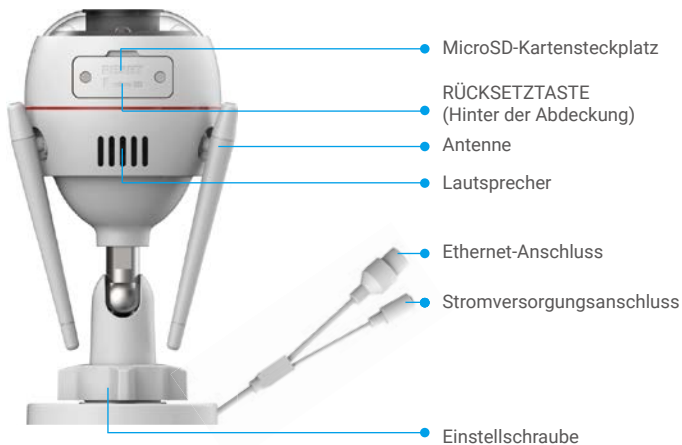 MicroSD-Kartensteckplatz
RÜCKSETZTASTE
(Hinter der Abdeckung)
Antenne
Lautsprecher
Ethernet-Anschluss
Stromversorgungsanschluss
Einstellschraube